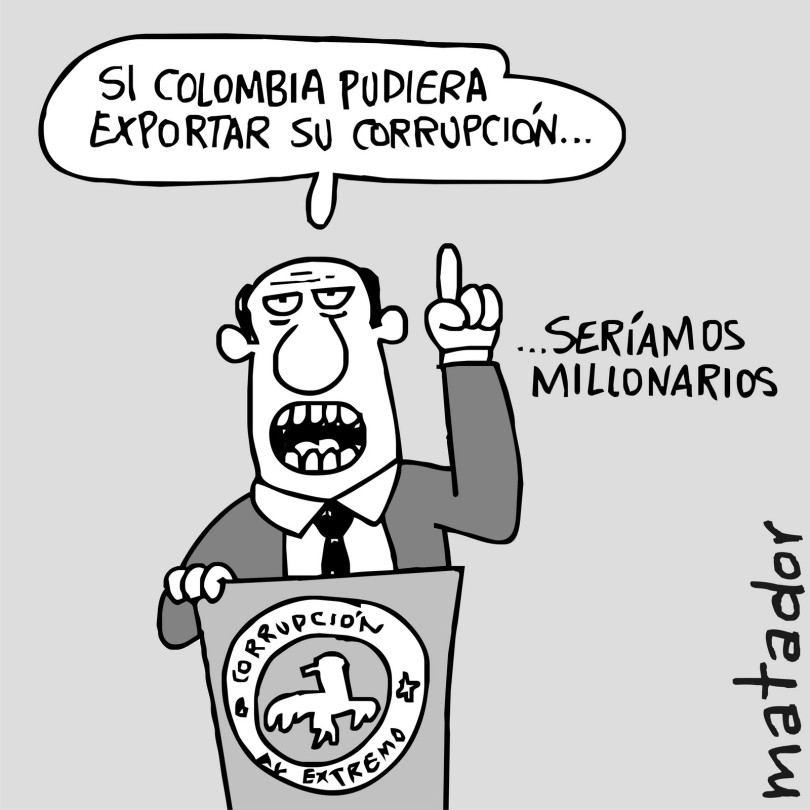 SI COLOMBIA PUDIERA
EXPORTAR SU CORRUPCIÓN...
...SERÍAMOS
MILLONARIOS
CORRUPCIÓN
AL EXTREMO
matador